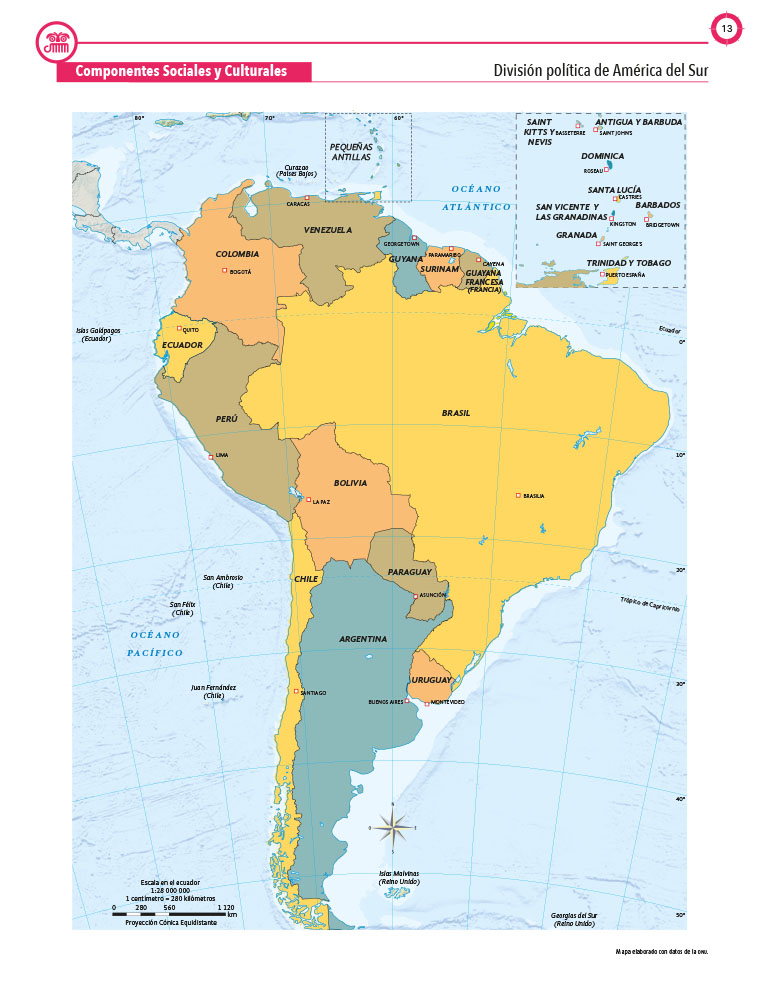 13
Componentes Sociales y Culturales
División política de América del Sur
80°
70°
60°
PEQUEÑAS
ANTILLAS
Curazao
(Países Bajos)
CARACAS
OCÉANO
ATLÁNTICO
SAINT
KITTS Y
NEVIS
BASSETERRE
ANTIGUA Y BARBUDA
SAINT JOHN'S
DOMINICA
ROSEAU
SANTA LUCÍA
CASTRIES
SAN VICENTE Y
LAS GRANADINAS
KINGSTON
BARBADOS
BRIDGETOWN
GRANADA
SAINT GEORGE'S
TRINIDAD Y TOBAGO
PUERTO ESPAÑA
VENEZUELA
GEORGETOWN
GUYANA
PARAMARIBO
SURINAM
CAYENA
GUAYANA
FRANCESA
(FRANCIA)
COLOMBIA
BOGOTÁ
Islas Galápagos
(Ecuador)
QUITO
ECUADOR
Ecuador
0°
PERÚ
LIMA
BRASIL
BRASILIA
10°
BOLIVIA
LA PAZ
20°
PARAGUAY
ASUNCIÓN
CHILE
San Ambrosio
(Chile)
San Félix
(Chile)
Trópico de Capricornio
OCÉANO
PACÍFICO
ARGENTINA
Juan Fernández
(Chile)
SANTIAGO
URUGUAY
BUENOS AIRES
MONTEVIDEO
30°
40°
N
O
E
S
Islas Malvinas
(Reino Unido)
Escala en el ecuador
1:28 000 000
1 centímetro = 280 kilómetros
0 280 560 1 120
km
Proyección Cónica Equidistante
Georgias del Sur
(Reino Unido)
50°
Mapa elaborado con datos de la ONU.